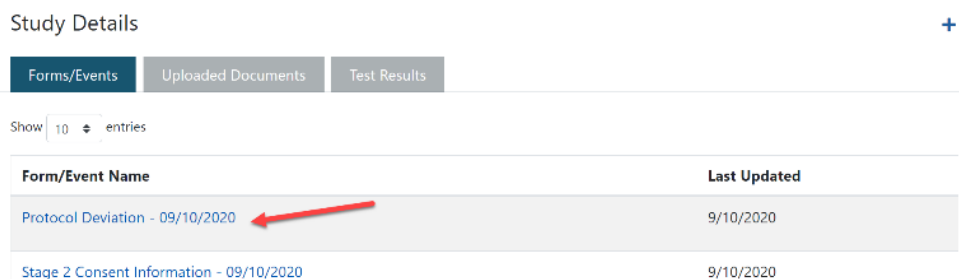 Study Details +
Forms/Events Uploaded Documents Test Results
Show 10 entries
Form/Event Name Last Updated
Protocol Deviation - 09/10/2020 9/10/2020
Stage 2 Consent Information - 09/10/2020 9/10/2020